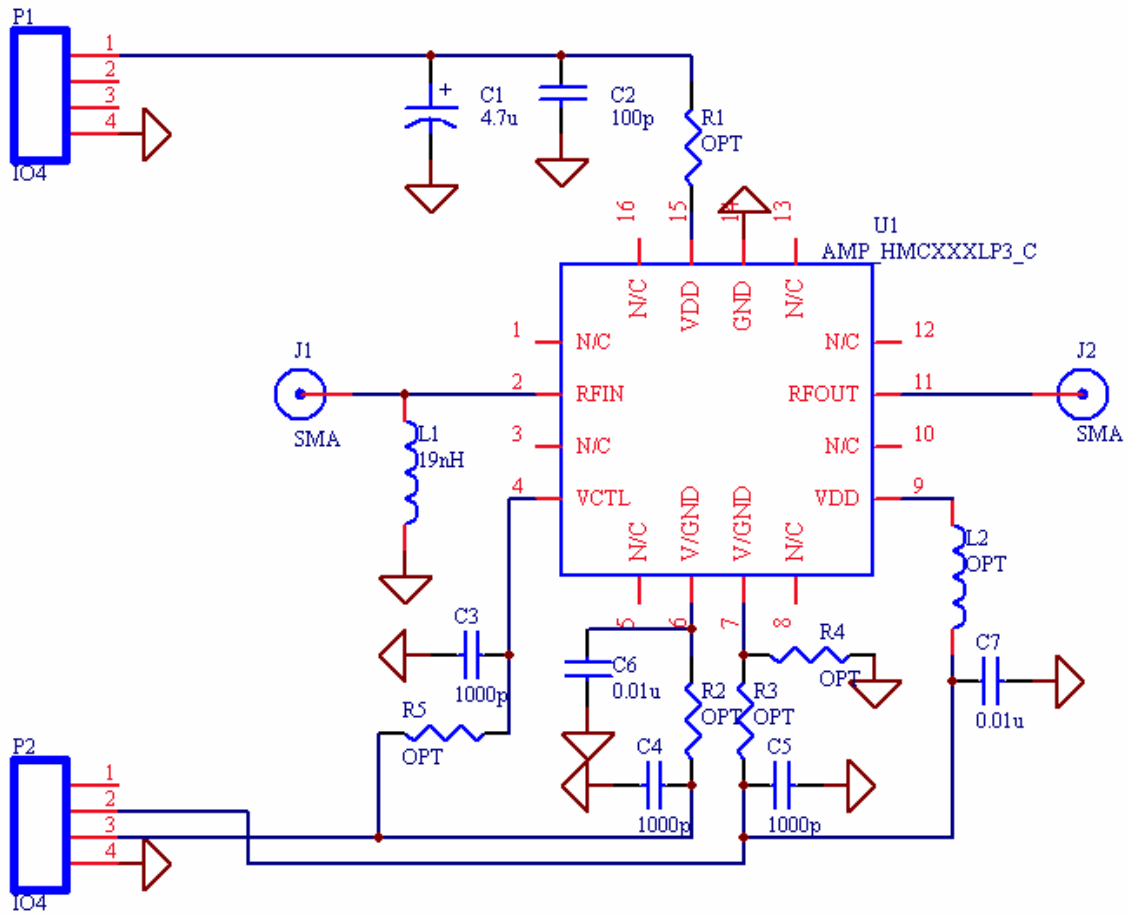 P1
1
2
3
4
IO4
C1
4.7u
+
C2
100p
R1
OPT
16
15
14
13
U1
AMP_HMCXXXLP3_C
N/C
VDD
GND
N/C
1
N/C
N/C
12
J1
SMA
2
RFIN
RFOUT
11
J2
SMA
L1
19nH
3
N/C
N/C
10
4
VCTL
VDD
9
N/C
V/GND
V/GND
N/C
5
6
7
8
L2
OPT
C3
1000p
R4
OPT
C7
0.01u
C6
0.01u
R2
OPT
R3
OPT
R5
OPT
C4
1000p
C5
1000p
P2
1
2
3
4
IO4